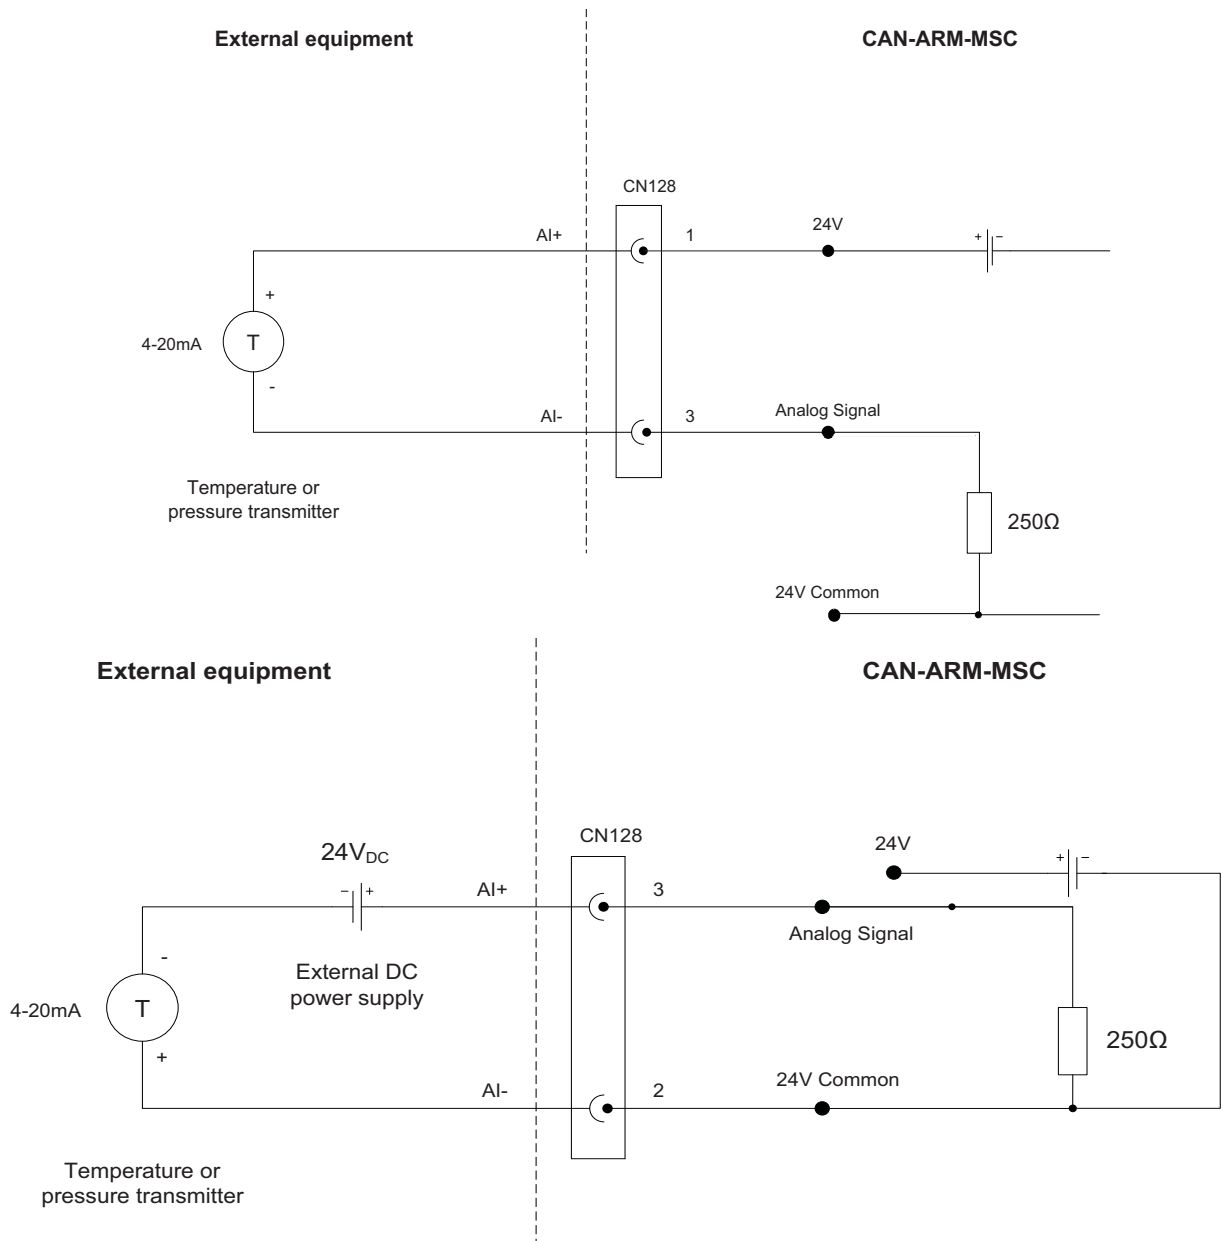 External equipment
CAN-ARM-MSC
CN128
AI+
1
24V
+ −
+
4-20mA
T
-
AI-
3
Analog Signal
Temperature or
pressure transmitter
250Ω
24V Common
External equipment
CAN-ARM-MSC
CN128
24VDC
24V
+ −
− +
AI+
3
Analog Signal
-
External DC
power supply
4-20mA
T
250Ω
+
AI-
2
24V Common
Temperature or
pressure transmitter